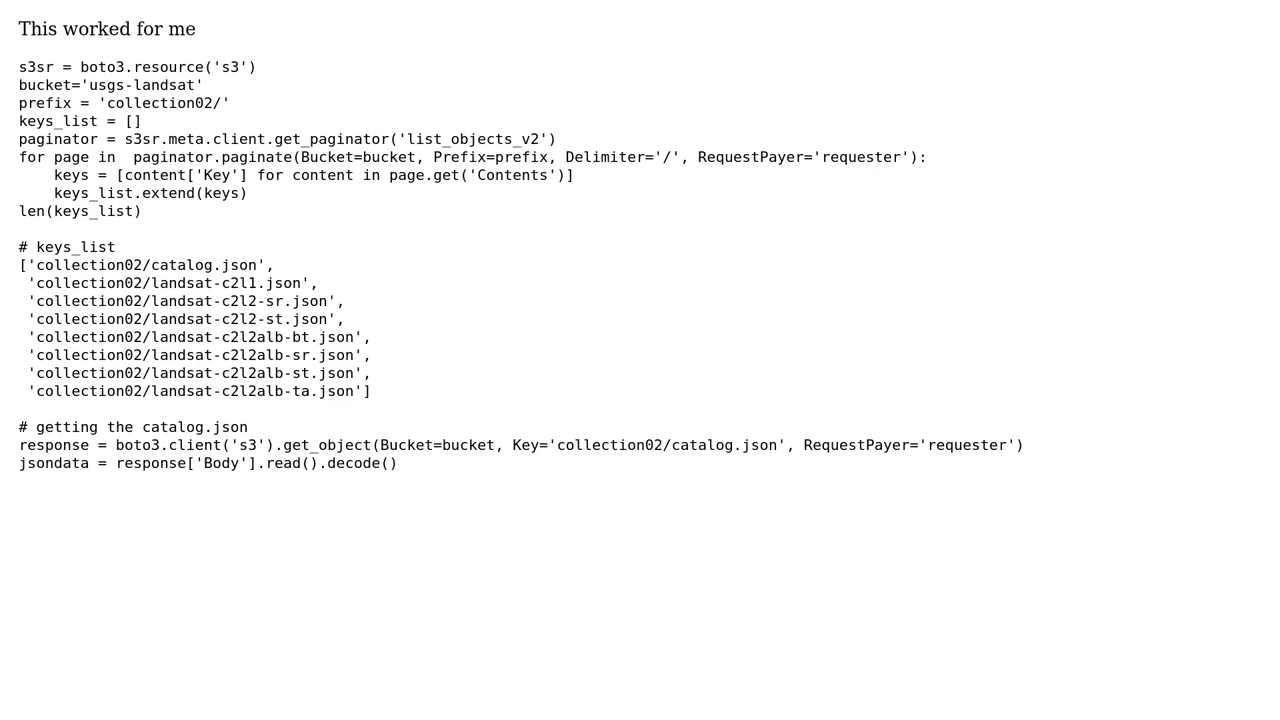 This worked for me
s3sr = boto3.resource('s3')
bucket='usgs-landsat'
prefix = 'collection02/'
keys_list = []
paginator = s3sr.meta.client.get_paginator('list_objects_v2')
for page in  paginator.paginate(Bucket=bucket, Prefix=prefix, Delimiter='/', RequestPayer='requester'):
    keys = [content['Key'] for content in page.get('Contents')]
    keys_list.extend(keys)
len(keys_list)

# keys_list
['collection02/catalog.json',
 'collection02/landsat-c2l1.json',
 'collection02/landsat-c2l2-sr.json',
 'collection02/landsat-c2l2-st.json',
 'collection02/landsat-c2l2alb-bt.json',
 'collection02/landsat-c2l2alb-sr.json',
 'collection02/landsat-c2l2alb-st.json',
 'collection02/landsat-c2l2alb-ta.json']

# getting the catalog.json
response = boto3.client('s3').get_object(Bucket=bucket, Key='collection02/catalog.json', RequestPayer='requester')
jsondata = response['Body'].read().decode()